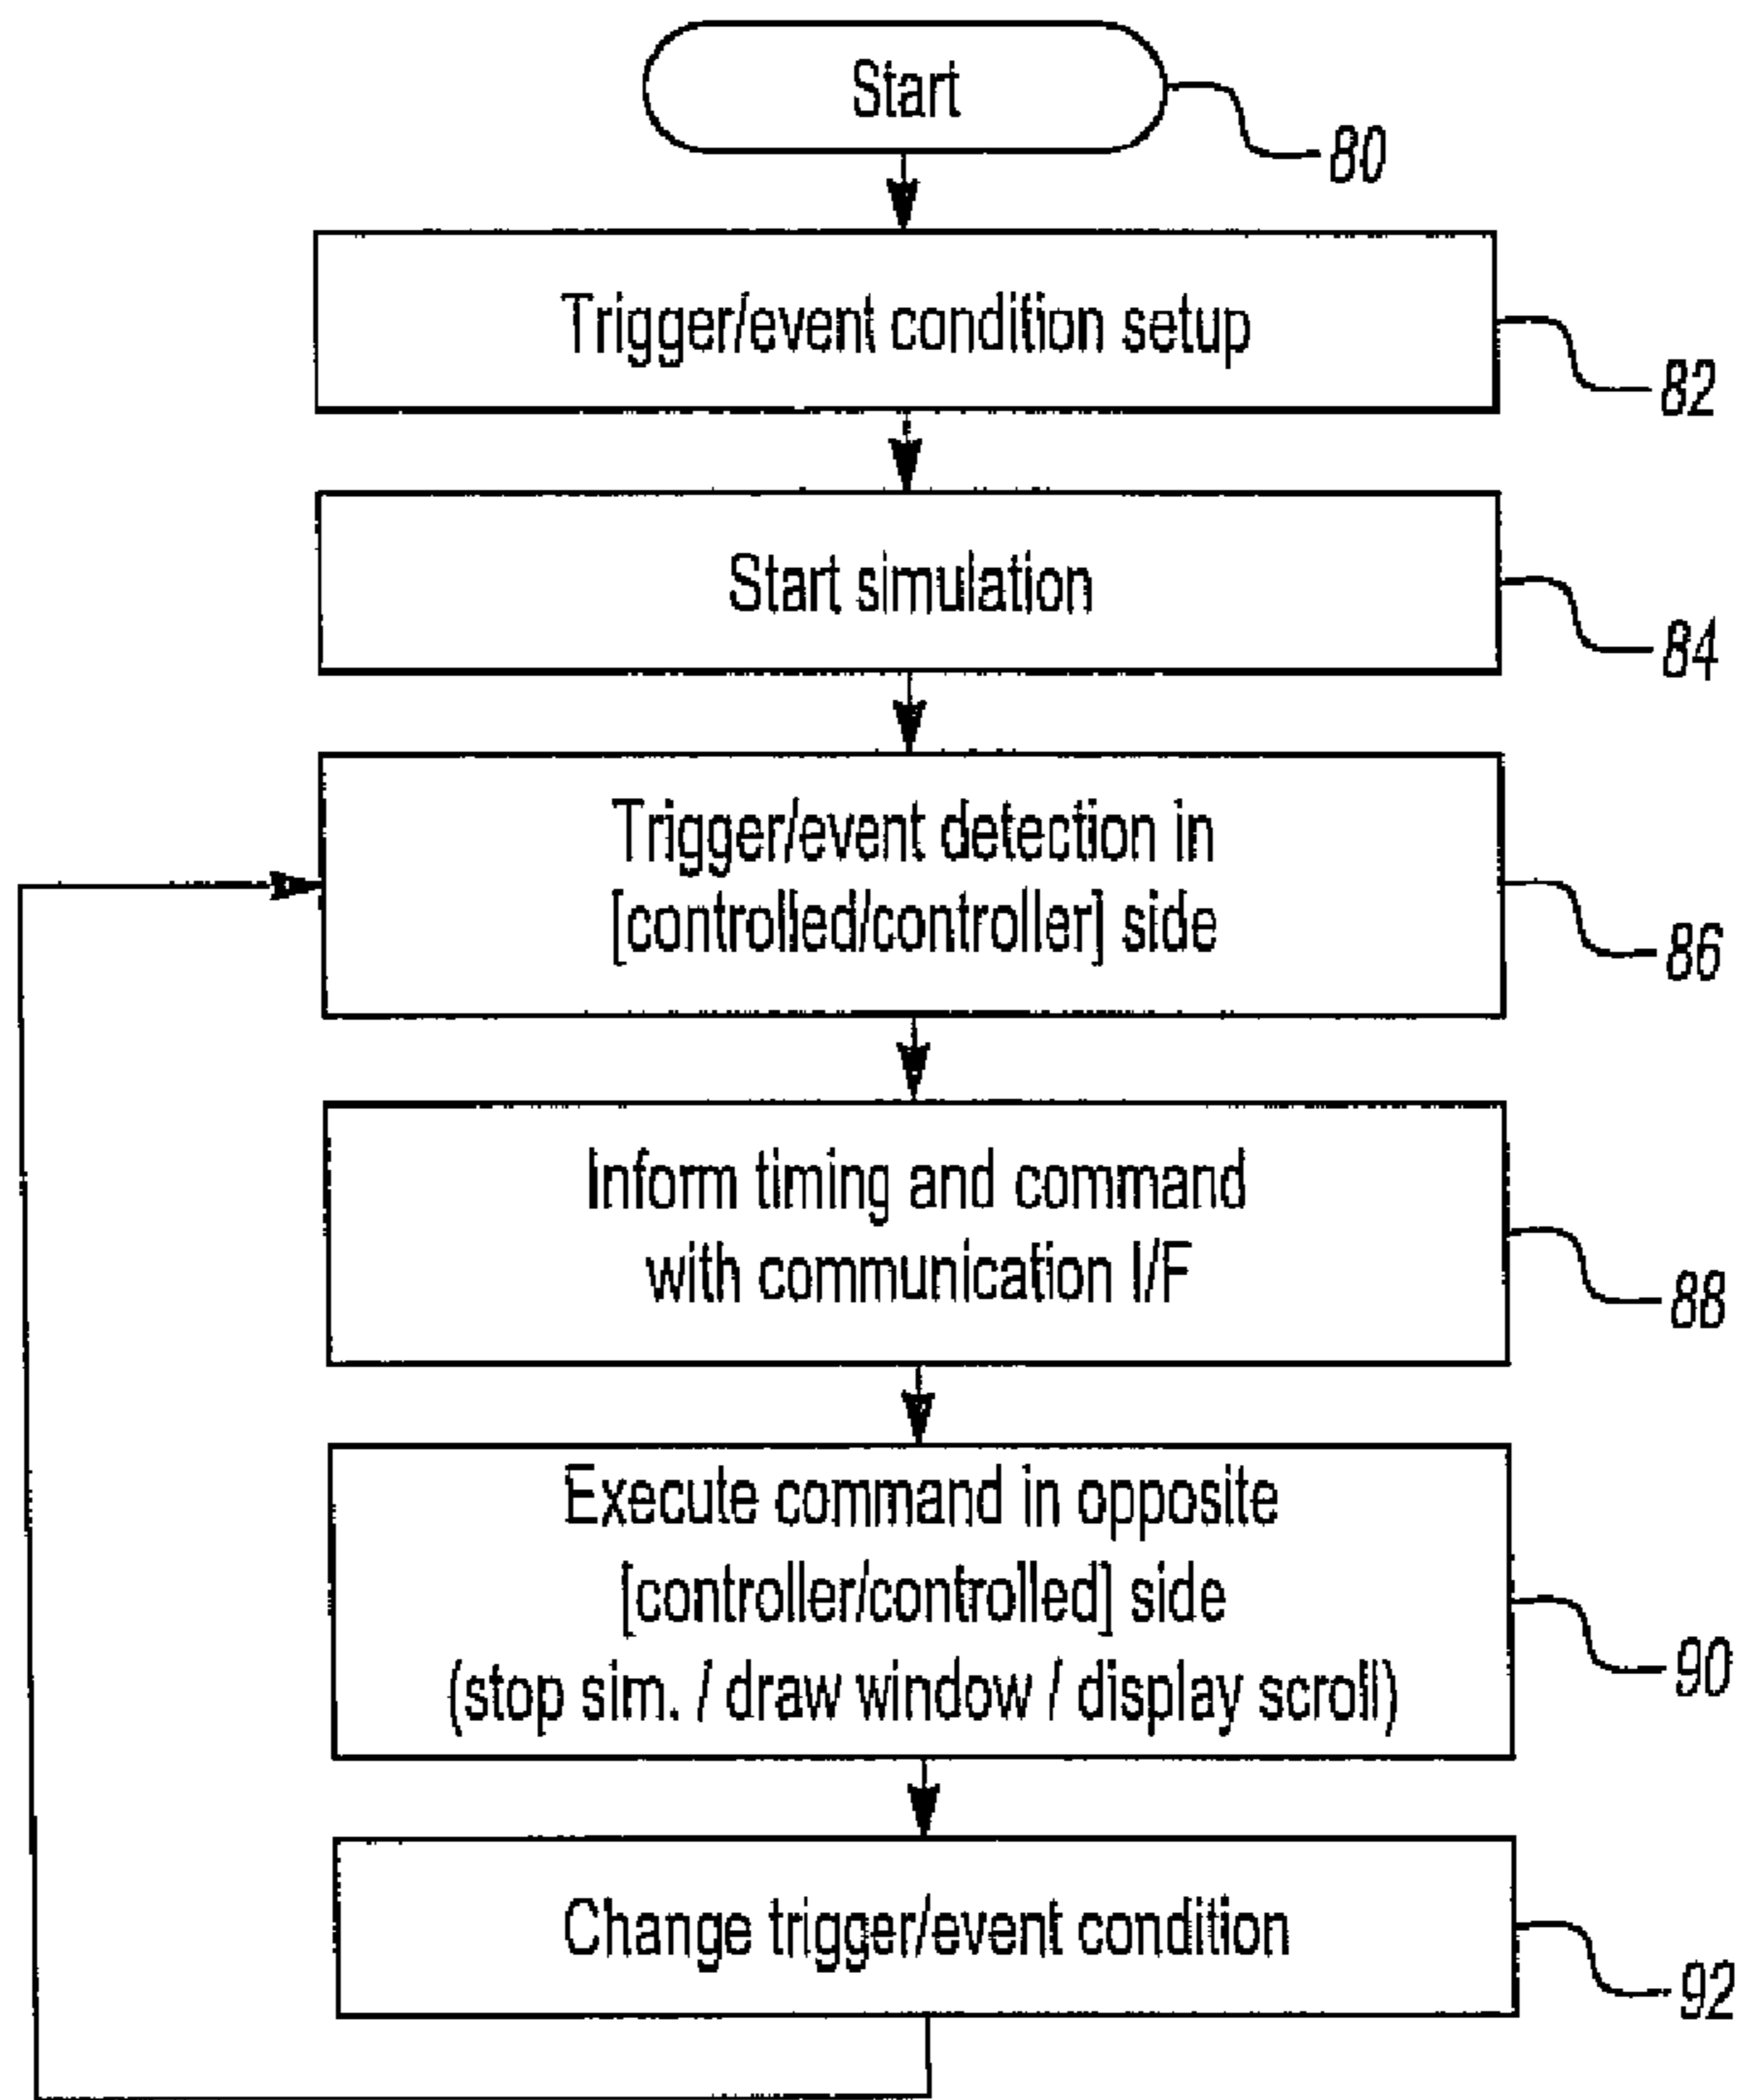 Start
80
Trigger/event condition setup
82
Start simulation
84
Trigger/event detection in
[controlled/controller] side
86
Inform timing and command
with communication I/F
88
Execute command in opposite
[controller/controlled] side
(stop sim. / draw window / display scroll)
90
Change trigger/event condition
92